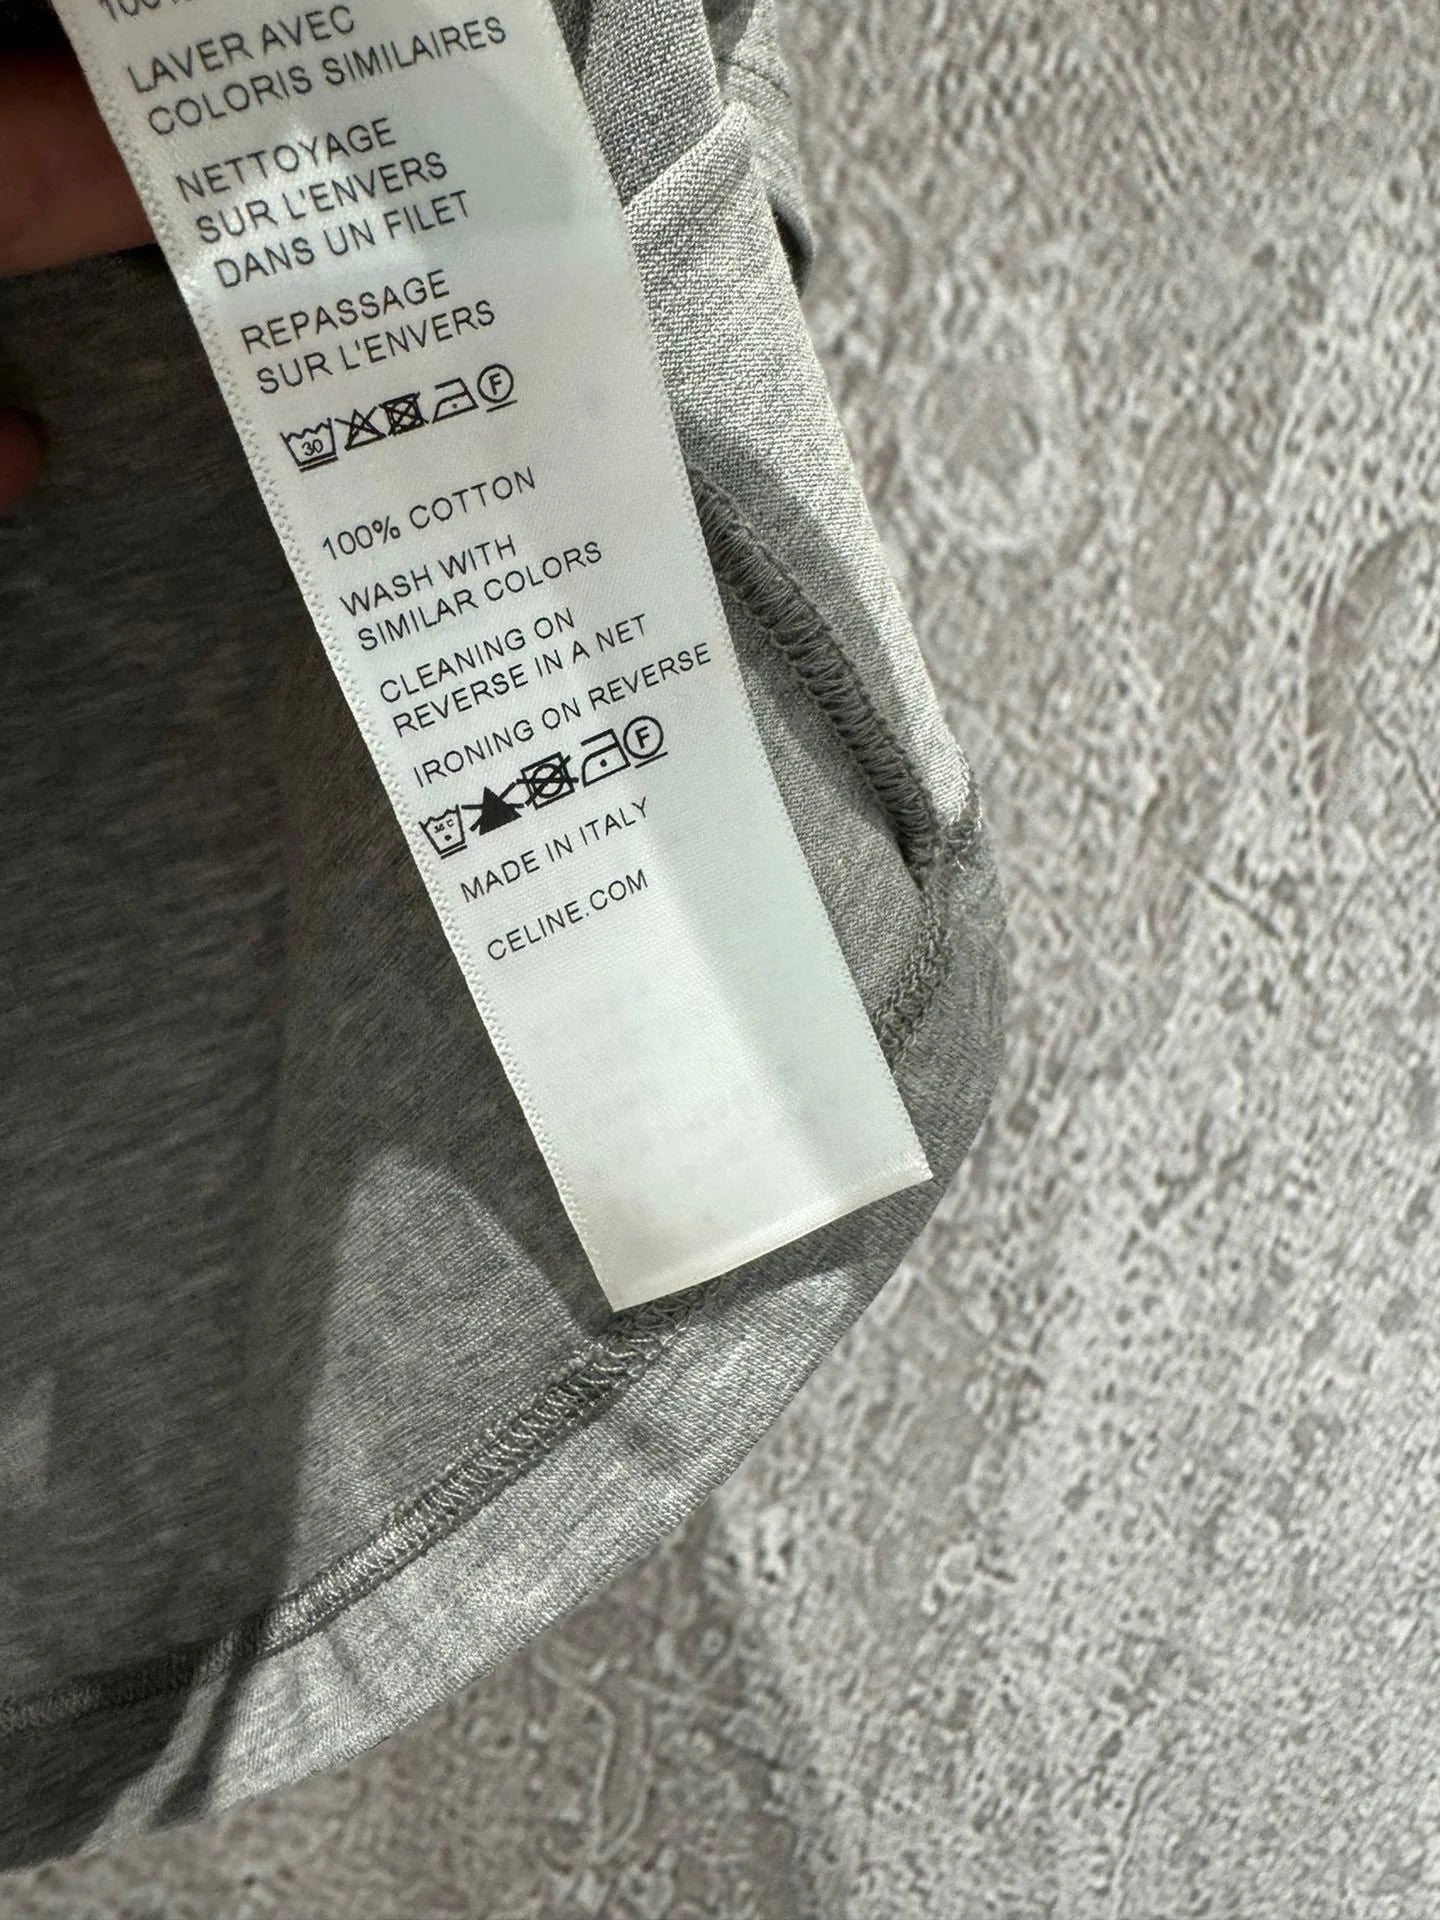 LAVER AVEC
COLORIS SIMILAIRES
NETTOYAGE
SUR L'ENVERS
DANS UN FILET
REPASSAGE
SUR L'ENVERS
30 F
100% COTTON
WASH WITH
SIMILAR COLORS
CLEANING ON
REVERSE IN A NET
IRONING ON REVERSE
F
MADE IN ITALY
CELINE.COM